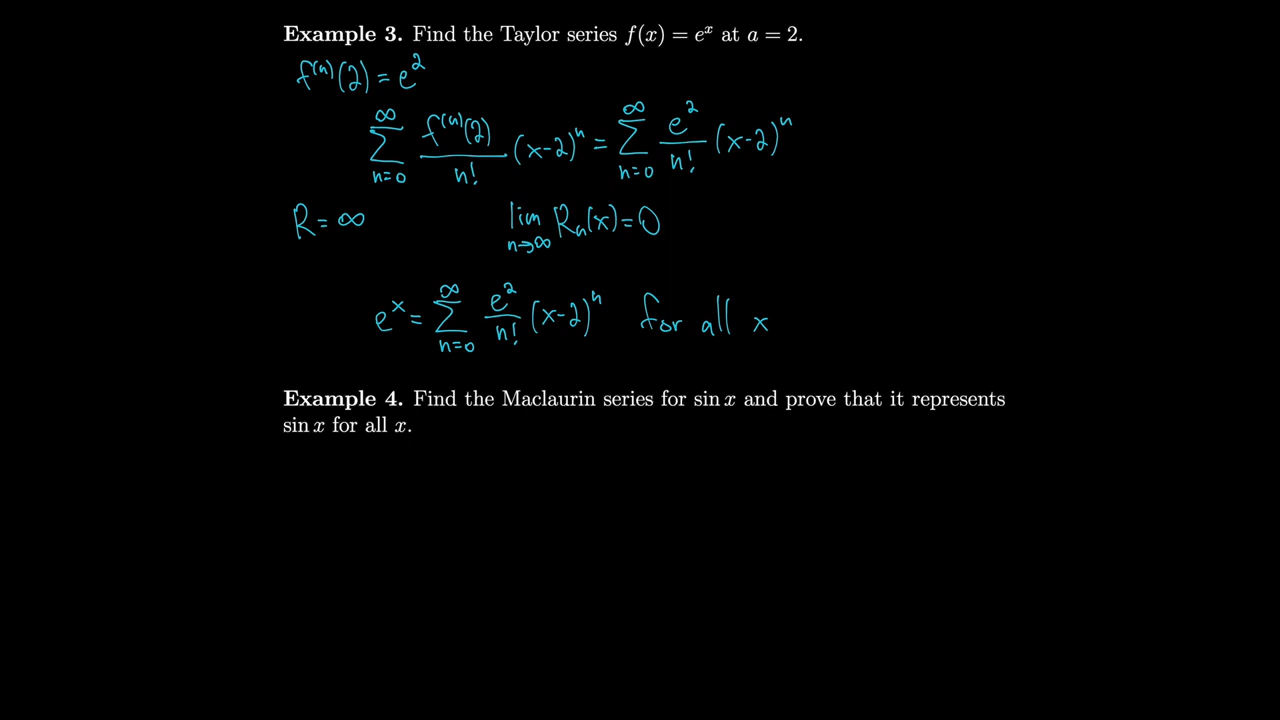 Example 3. Find the Taylor series f(x) = e^x at a = 2.
f^(n)(2) = e^2
∑_{n=0}^{∞} f^(n)(2)/n! (x-2)^n = ∑_{n=0}^{∞} e^2/n! (x-2)^n
R = ∞ lim_{n→∞} R_n(x) = 0
e^x = ∑_{n=0}^{∞} e^2/n! (x-2)^n for all x
Example 4. Find the Maclaurin series for sin x and prove that it represents
sin x for all x.